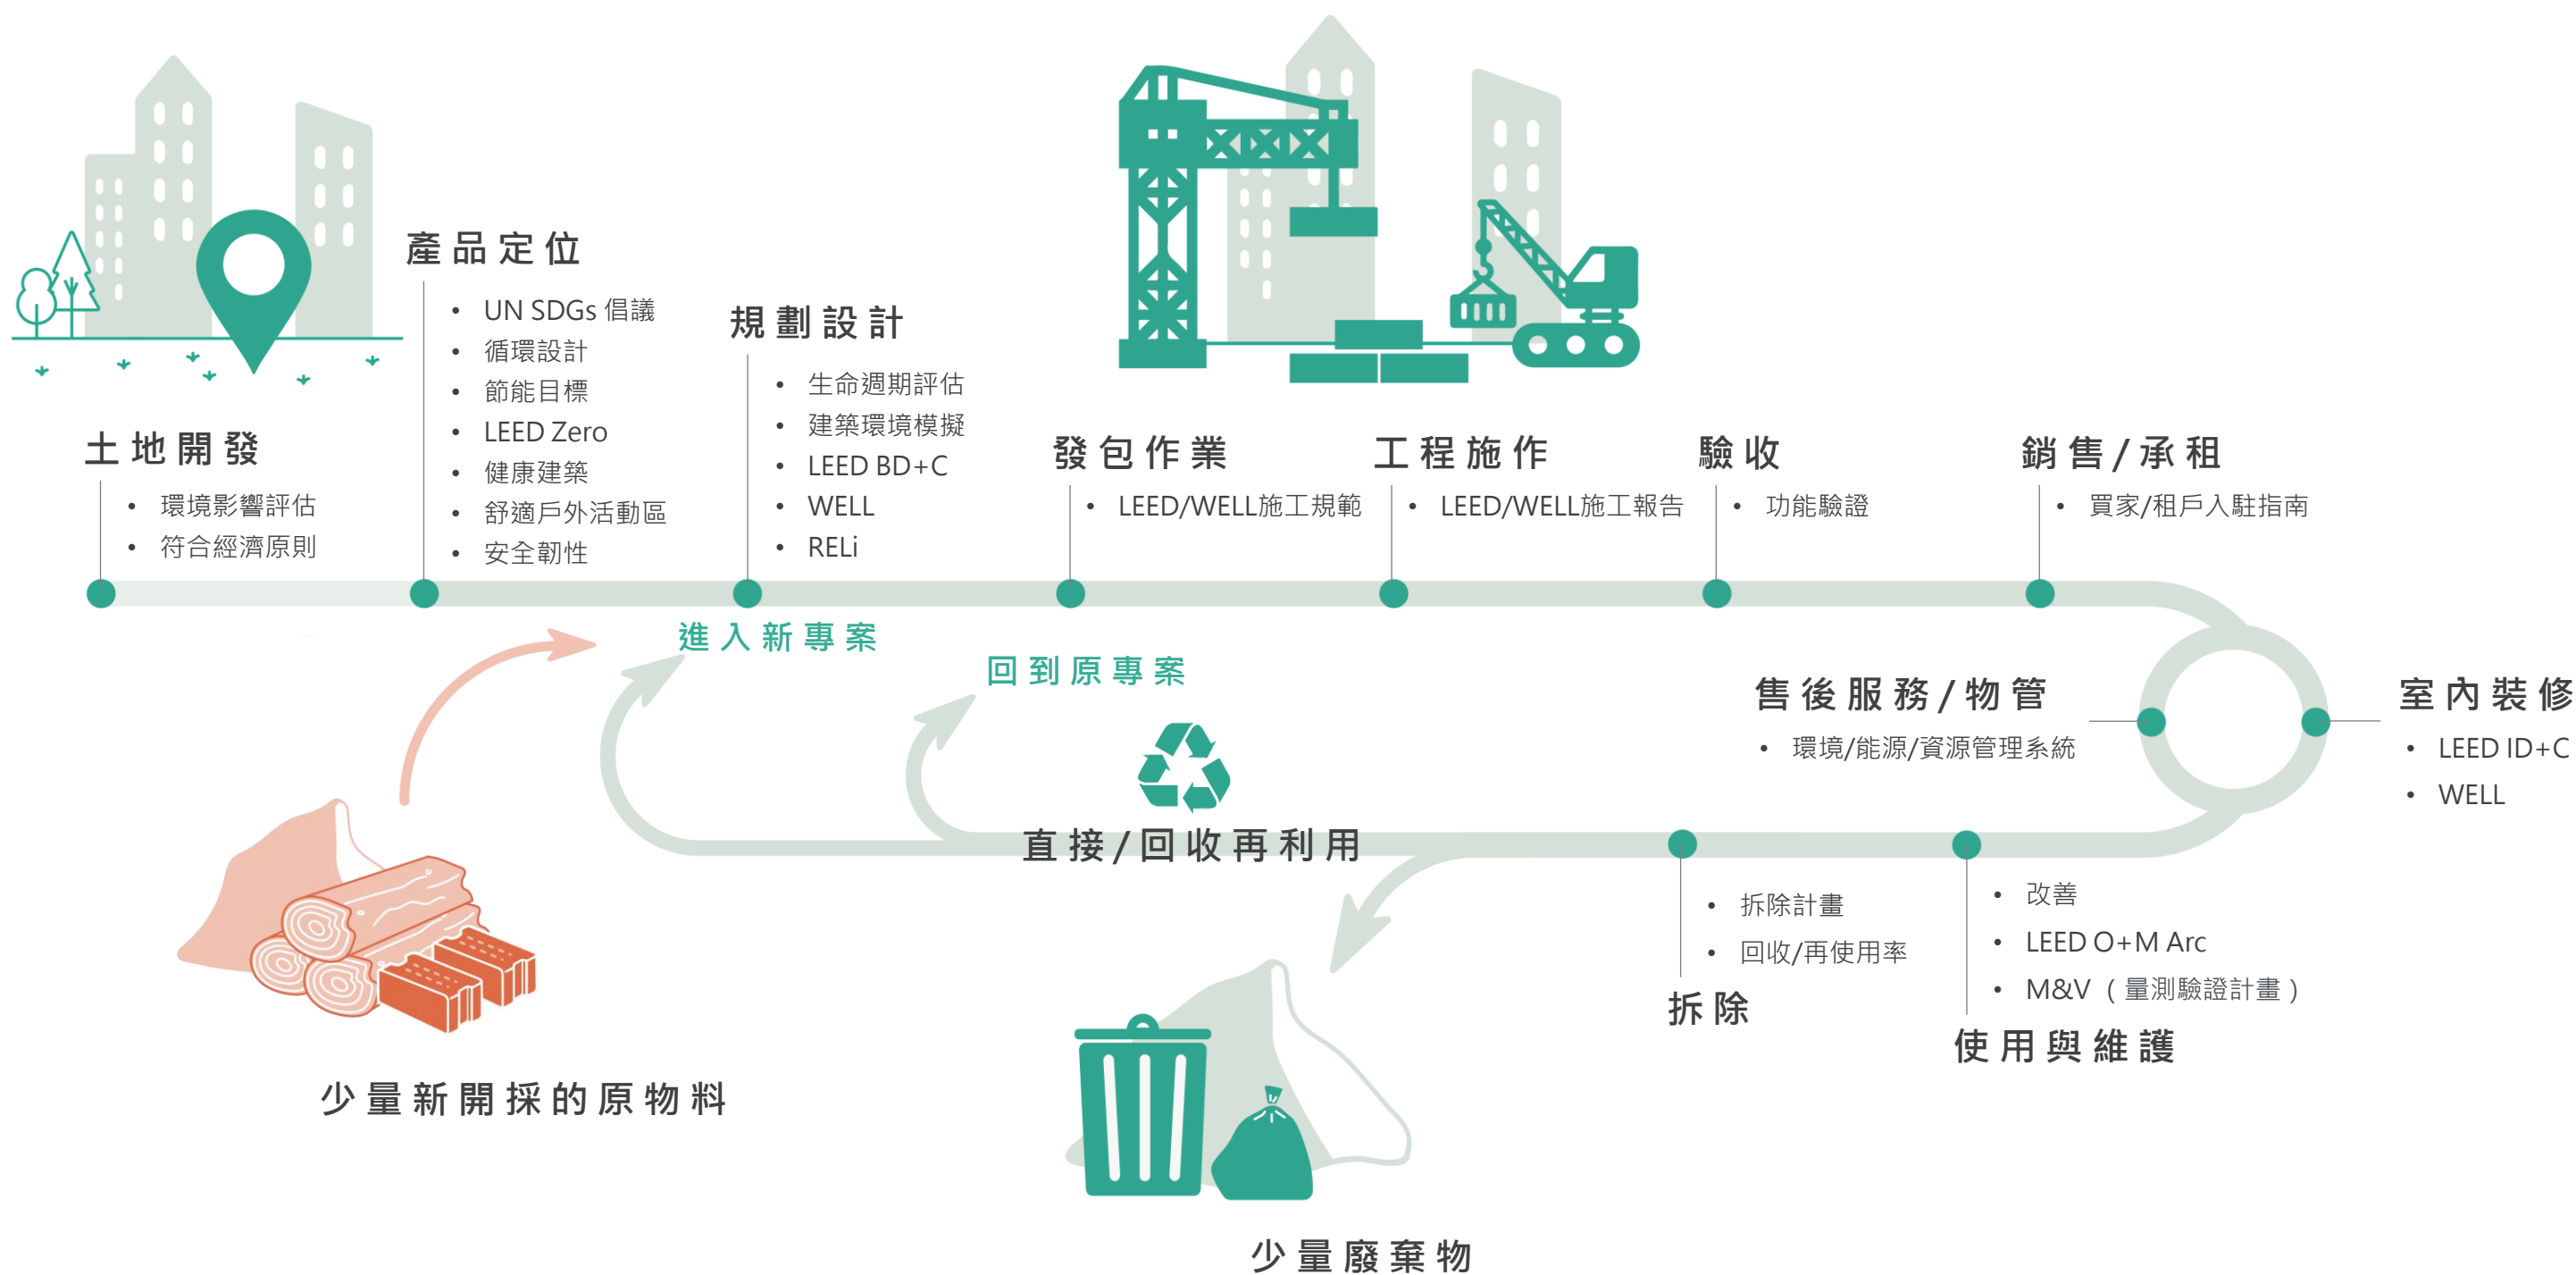 土地開發
• 環境影響評估
• 符合經濟原則
產品定位
• UN SDGs 倡議
• 循環設計
• 節能目標
• LEED Zero
• 健康建築
• 舒適戶外活動區
• 安全韌性
規劃設計
• 生命週期評估
• 建築環境模擬
• LEED BD+C
• WELL
• RELi
發包作業
• LEED/WELL施工規範
工程施作
• LEED/WELL施工報告
驗收
• 功能驗證
銷售/承租
• 買家/租戶入駐指南
進入新專案
回到原專案
售後服務/物管
• 環境/能源/資源管理系統
室內裝修
• LEED ID+C
• WELL
直接/回收再利用
• 拆除計畫
• 回收/再使用率
拆除
• 改善
• LEED O+M Arc
• M&V（量測驗證計畫）
使用與維護
少量新開採的原物料
少量廢棄物